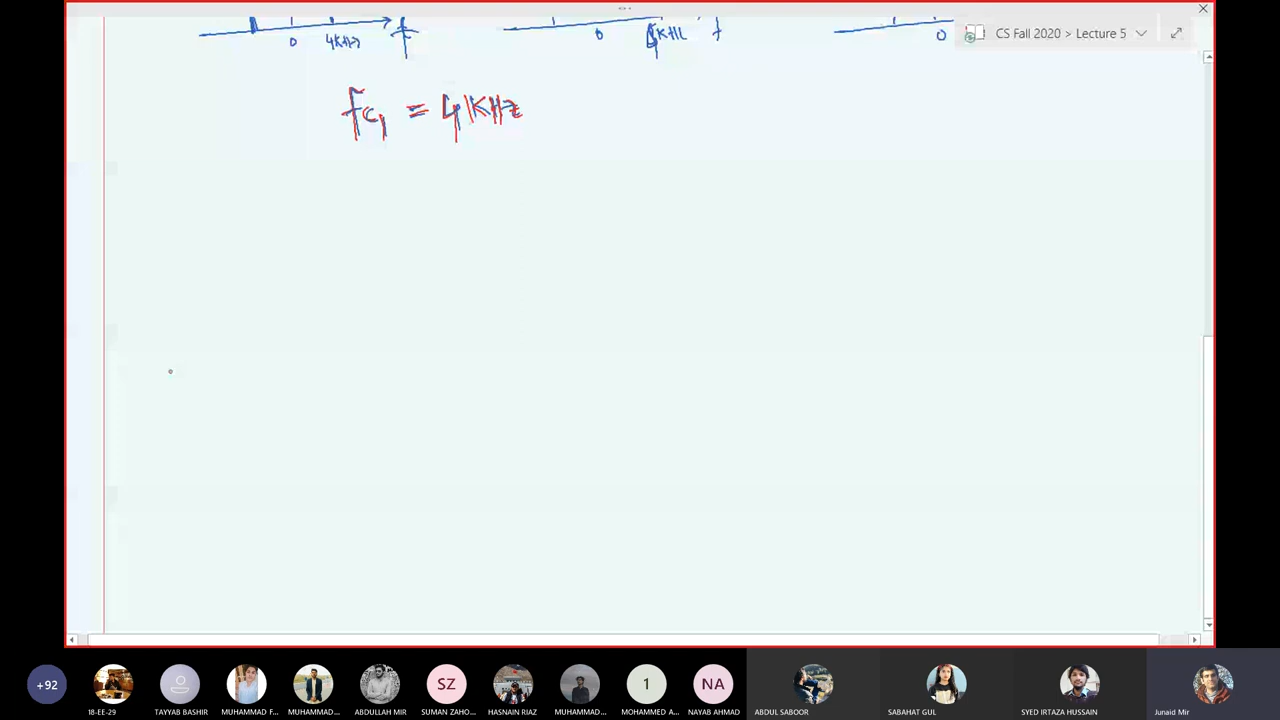 0 4KHz f 0 4KHz f 0
CS Fall 2020 > Lecture 5
fc1 = 4KHz
+92
18-EE-29
TAYYAB BASHIR
MUHAMMAD F...
MUHAMMAD...
ABDULLAH MIR
SZ
SUMAN ZAHO...
HASNAIN RIAZ
MUHAMMAD...
1
MOHAMMED A...
NA
NAYAB AHMAD
ABDUL SABOOR
SABAHAT GUL
SYED IRTAZA HUSSAIN
Junaid Mir